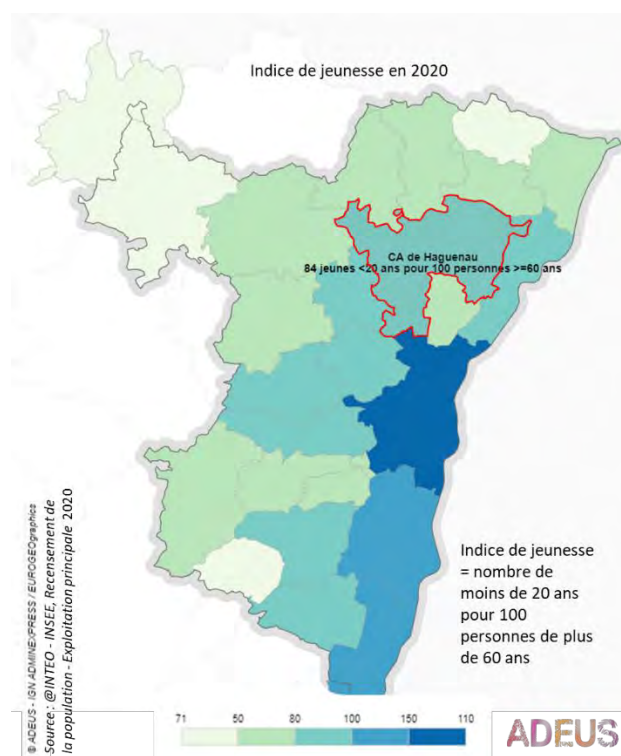 Indice de jeunesse en 2020
CA de Haguenau
84 jeunes <20 ans pour 100 personnes >=60 ans
Indice de jeunesse
= nombre de
moins de 20 ans
pour 100
personnes de plus
de 60 ans
© ADEUS - IGN ADMINEXPRESS / EUROGEOgraphics
Source : @INTEO - INSEE, Recensement de
la population - Exploitation principale 2020
71 50 80 100 150 110
ADEUS